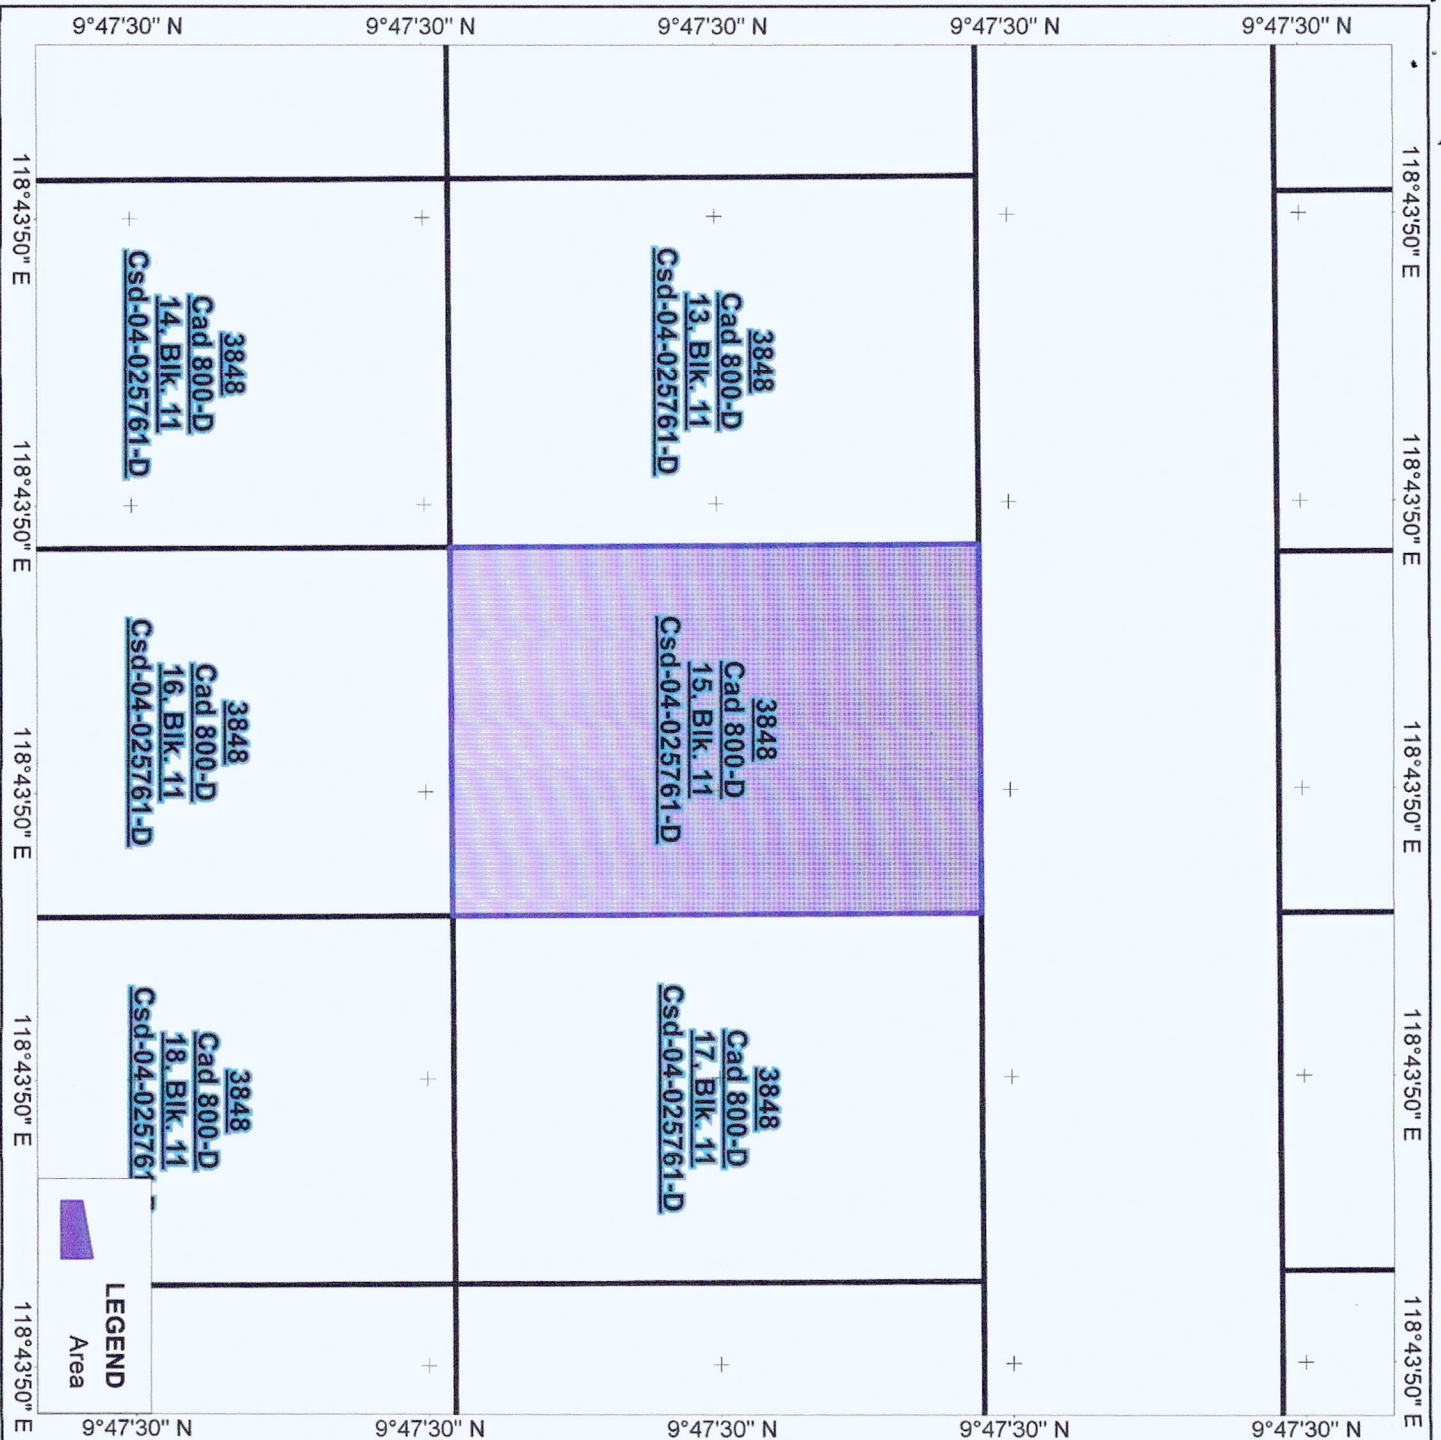 9°47'30" N
9°47'30" N
9°47'30" N
9°47'30" N
9°47'30" N
118°43'50" E
118°43'50" E
118°43'50" E
118°43'50" E
118°43'50" E
118°43'50" E
118°43'50" E
118°43'50" E
118°43'50" E
118°43'50" E
3848
Cad 800-D
13, Blk. 11
Csd-04-025761-D
3848
Cad 800-D
15, Blk. 11
Csd-04-025761-D
3848
Cad 800-D
17, Blk. 11
Csd-04-025761-D
3848
Cad 800-D
14, Blk. 11
Csd-04-025761-D
3848
Cad 800-D
16, Blk. 11
Csd-04-025761-D
3848
Cad 800-D
18, Blk. 11
Csd-04-025761
LEGEND
Area
9°47'30" N
9°47'30" N
9°47'30" N
9°47'30" N
9°47'30" N